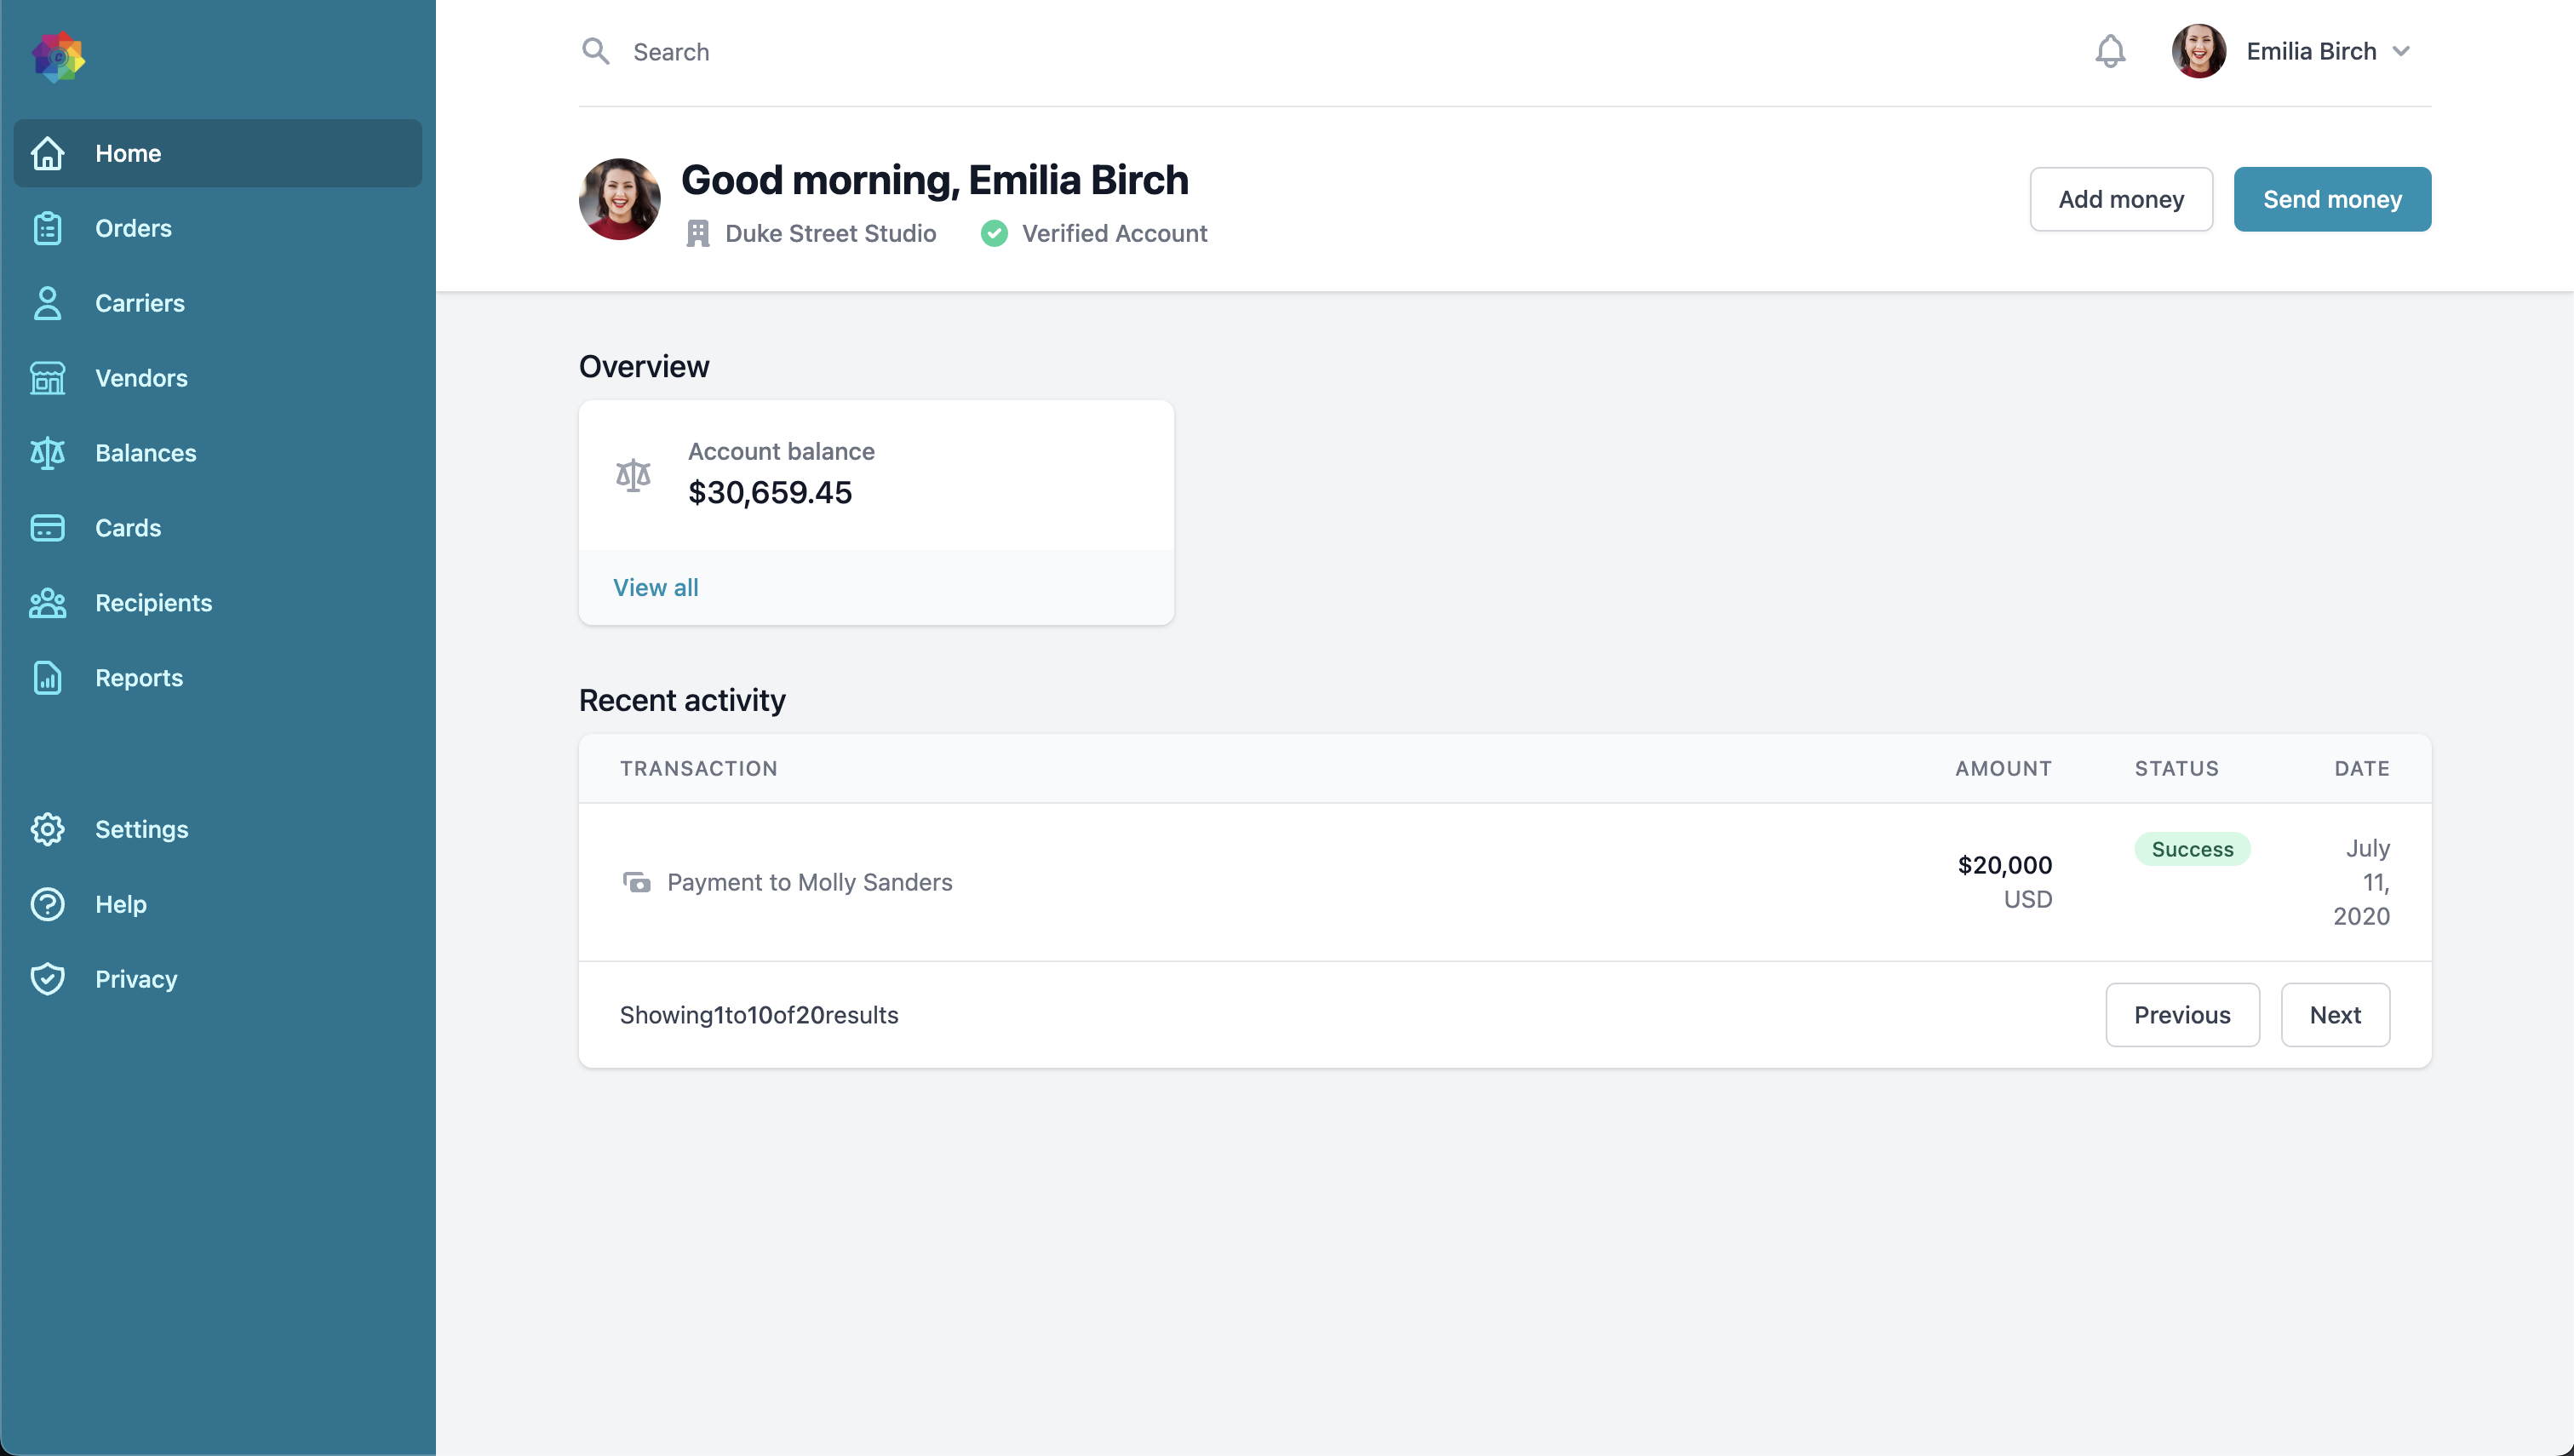 Search
Emilia Birch
Home
Orders
Carriers
Vendors
Balances
Cards
Recipients
Reports
Settings
Help
Privacy
Good morning, Emilia Birch
Duke Street Studio Verified Account
Add money Send money
Overview
Account balance
$30,659.45
View all
Recent activity
TRANSACTION AMOUNT STATUS DATE
Payment to Molly Sanders
$20,000
USD
Success
July
11,
2020
Showing1to10of20results
Previous Next